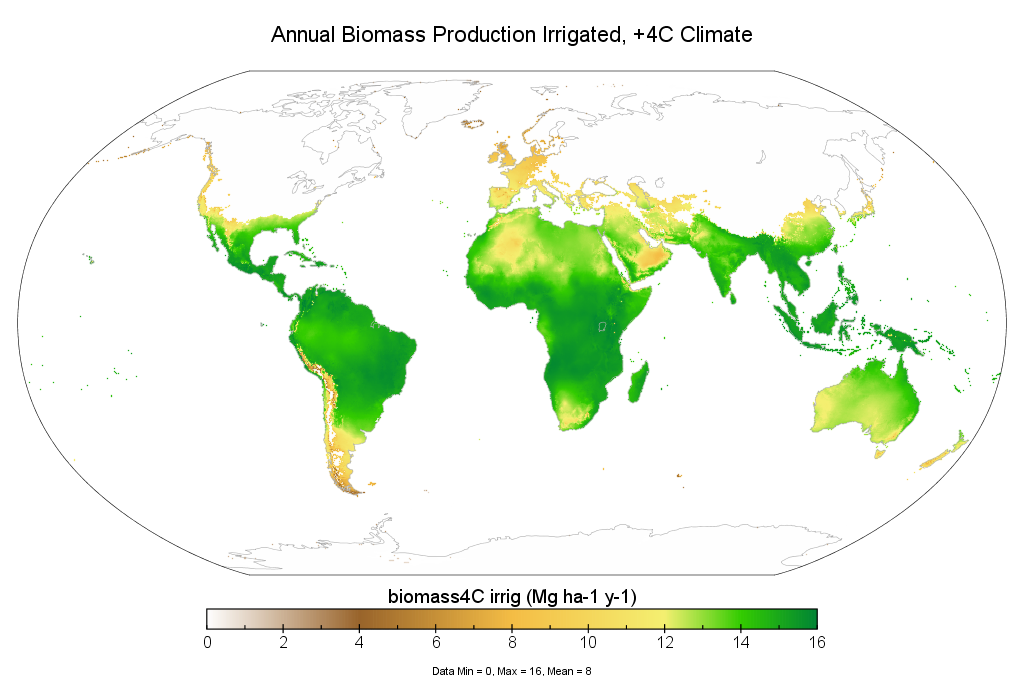 Annual Biomass Production Irrigated, +4C Climate
biomass4C irrig (Mg ha-1 y-1)
0 2 4 6 8 10 12 14 16
Data Min = 0, Max = 16, Mean = 8